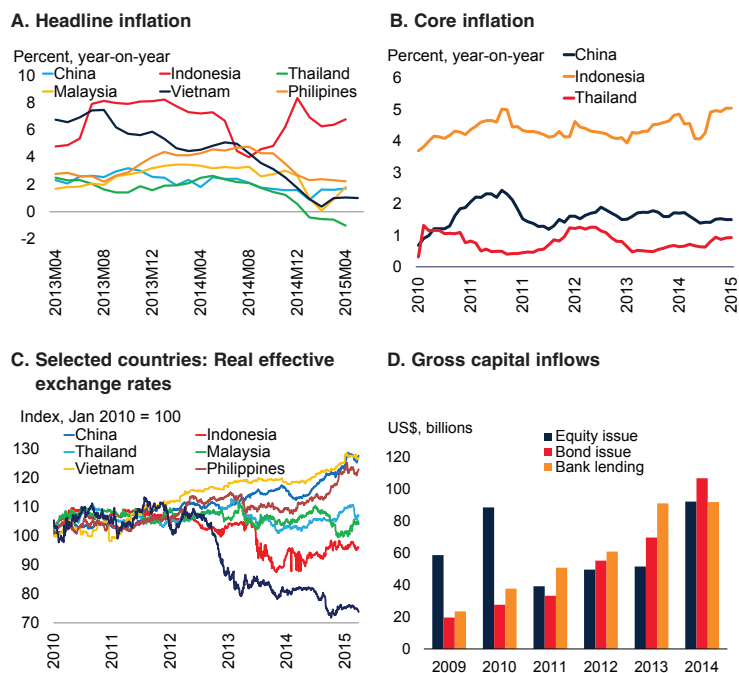 A. Headline inflation
Percent, year-on-year
China Indonesia Thailand
Malaysia Vietnam Philipines
10
8
6
4
2
0
-2
2013M04
2013M08
2013M12
2014M04
2014M08
2014M12
2015M04
B. Core inflation
Percent, year-on-year
China
Indonesia
Thailand
6
5
4
3
2
1
0
2010
2011
2011
2012
2013
2014
2015
C. Selected countries: Real effective
exchange rates
Index, Jan 2010 = 100
China Indonesia
Thailand Malaysia
Vietnam Philippines
130
120
110
100
90
80
70
2010
2011
2012
2013
2014
2015
D. Gross capital inflows
US$, billions
Equity issue
Bond issue
Bank lending
120
100
80
60
40
20
0
2009 2010 2011 2012 2013 2014